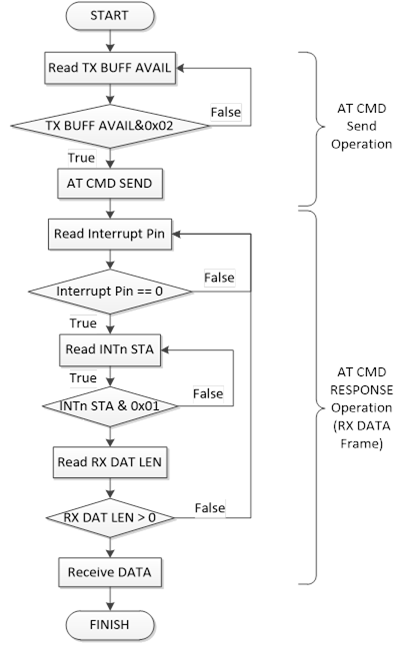 START
Read TX BUFF AVAIL
TX BUFF AVAIL&0x02
False
True
AT CMD SEND
AT CMD
Send
Operation
Read Interrupt Pin
Interrupt Pin == 0
False
True
Read INTn STA
True
INTn STA & 0x01
False
Read RX DAT LEN
RX DAT LEN > 0
False
Receive DATA
AT CMD
RESPONSE
Operation
(RX DATA
Frame)
FINISH